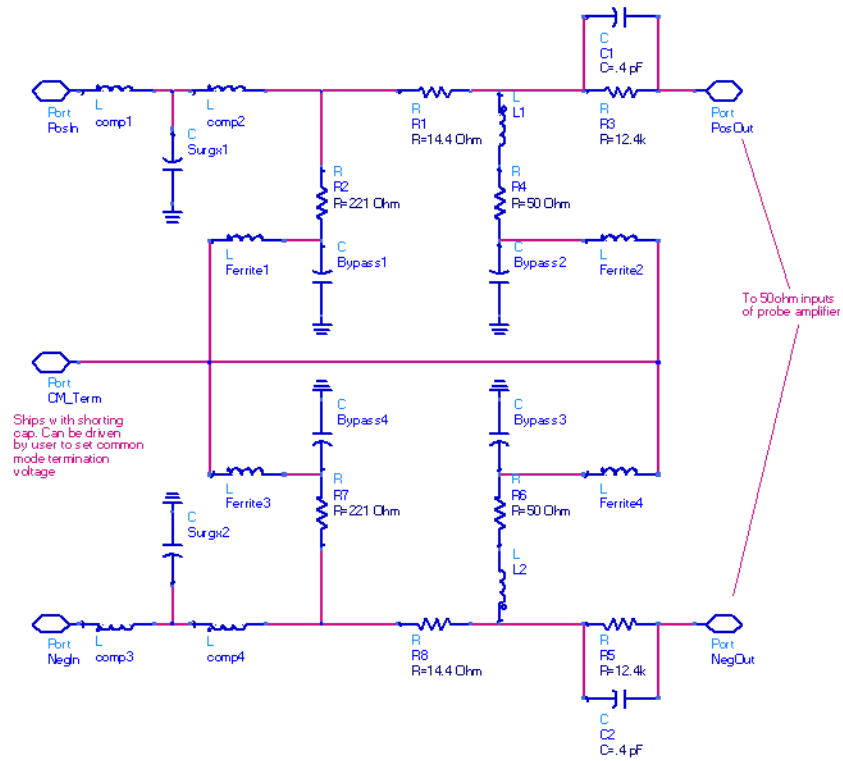 C
C1
C=.4 pF
Port
PosIn
L
comp1
L
comp2
C
Surgx1
R
R1
R=14.4 Ohm
L
L1
R
R3
R=12.4k
Port
PosOut
R
R2
R=221 Ohm
R
R4
R=50 Ohm
L
Ferrite1
C
Bypass1
C
Bypass2
L
Ferrite2
To 50ohm inputs
of probe amplifier
Port
CM_Term
Ships with shorting
cap. Can be driven
by user to set common
mode termination
voltage
C
Bypass4
C
Bypass3
L
Ferrite3
R
R7
R=221 Ohm
R
R6
R=50 Ohm
L
Ferrite4
C
Surgx2
L
L2
Port
NegIn
L
comp3
L
comp4
R
R8
R=14.4 Ohm
R
R5
R=12.4k
Port
NegOut
C
C2
C=.4 pF